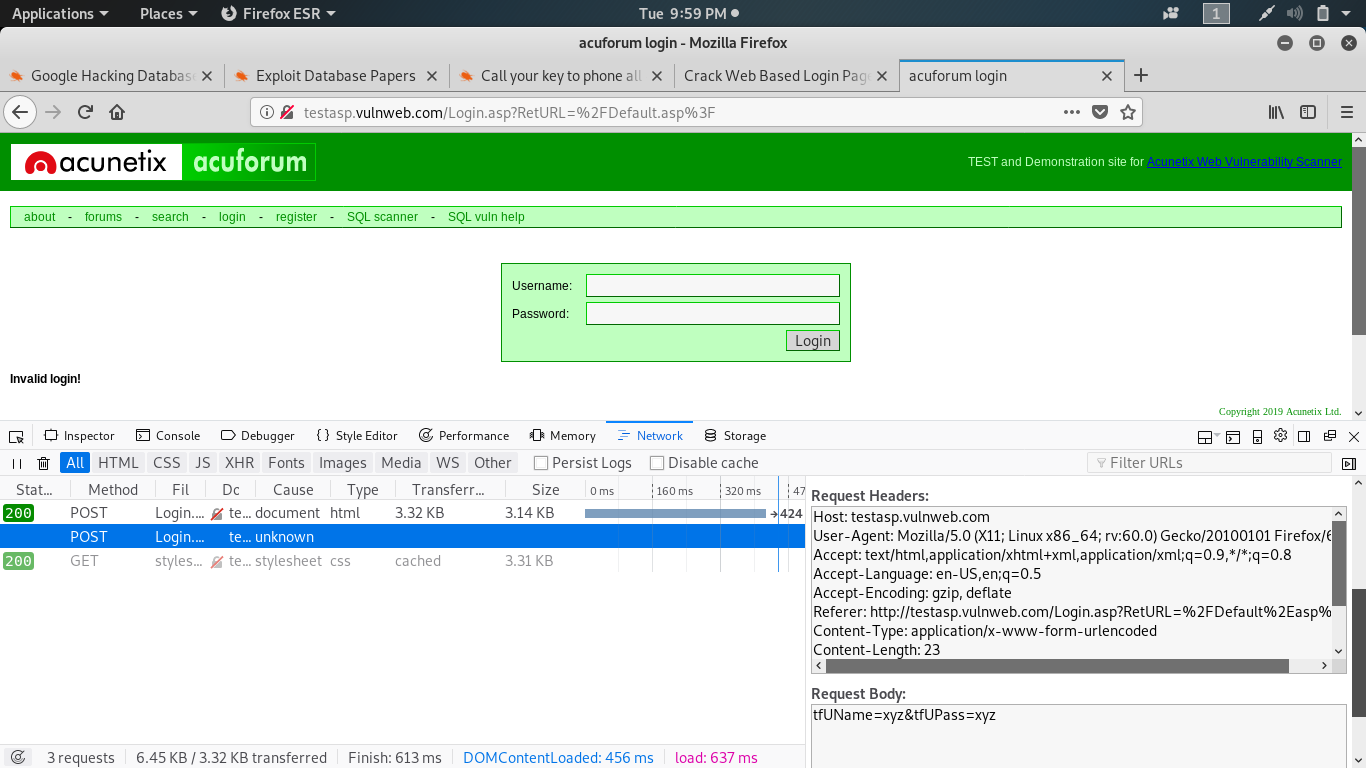 Applications Places Firefox ESR Tue 9:59 PM 1
acuforum login - Mozilla Firefox
Google Hacking Databas Exploit Database Papers Call your key to phone all Crack Web Based Login Page acuforum login
testasp.vulnweb.com/Login.asp?RetURL=%2FDefault.asp%3F
acunetix acuforum TEST and Demonstration site for Acunetix Web Vulnerability Scanner
about - forums - search - login - register - SQL scanner - SQL vuln help
Username:
Password:
Login
Invalid login!
Copyright 2019 Acunetix Ltd.
Inspector Console Debugger {} Style Editor Performance Memory Network Storage
All HTML CSS JS XHR Fonts Images Media WS Other Persist Logs Disable cache Filter URLs
Stat... Method Fil Dc Cause Type Transferr... Size 0 ms 160 ms 320 ms 47
200 POST Login.... te... document html 3.32 KB 3.14 KB → 424
POST Login.... te... unknown
200 GET styles... te... stylesheet css cached 3.31 KB
Request Headers:
Host: testasp.vulnweb.com
User-Agent: Mozilla/5.0 (X11; Linux x86_64; rv:60.0) Gecko/20100101 Firefox/6
Accept: text/html,application/xhtml+xml,application/xml;q=0.9,*/*;q=0.8
Accept-Language: en-US,en;q=0.5
Accept-Encoding: gzip, deflate
Referer: http://testasp.vulnweb.com/Login.asp?RetURL=%2FDefault%2Easp%
Content-Type: application/x-www-form-urlencoded
Content-Length: 23
Request Body:
tfUName=xyz&tfUPass=xyz
3 requests 6.45 KB / 3.32 KB transferred Finish: 613 ms DOMContentLoaded: 456 ms load: 637 ms